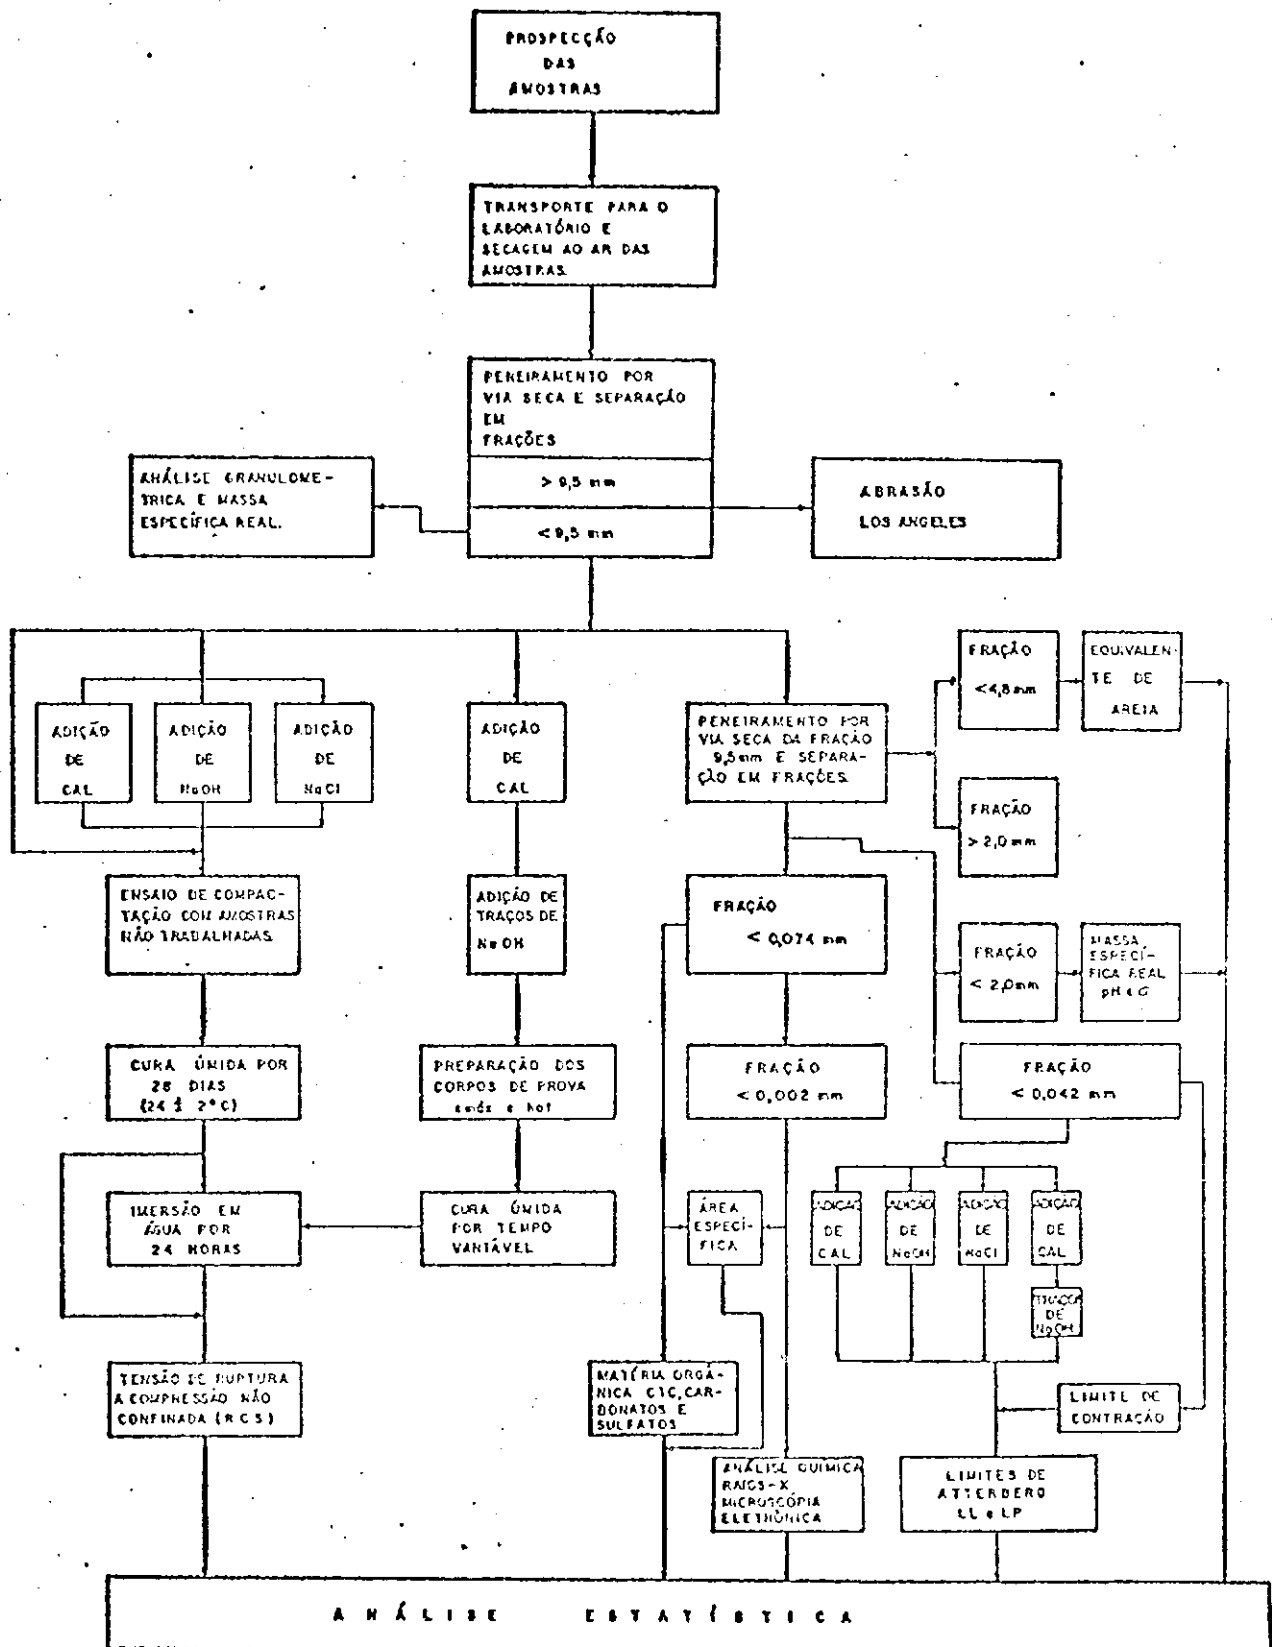 PROSPECÇÃO
DAS
AMOSTRAS
TRANSPORTE PARA O
LABORATÓRIO E
SECAGEM AO AR DAS
AMOSTRAS.
PENEIRAMENTO POR
VIA SECA E SEPARAÇÃO
EM
FRAÇÕES
> 9,5 mm
< 9,5 mm
ANÁLISE GRANULOMÉ-
TRICA E MASSA
ESPECÍFICA REAL.
ABRASÃO
LOS ANGELES
ADIÇÃO
DE
CAL
ADIÇÃO
DE
NaOH
ADIÇÃO
DE
NaCl
ADIÇÃO
DE
CAL
PENEIRAMENTO POR
VIA SECA DA FRAÇÃO
9,5mm E SEPARA-
ÇÃO EM FRAÇÕES.
FRAÇÃO
<4,8 mm
EQUIVALEN-
TE DE
AREIA
FRAÇÃO
> 2,0 mm
ENSAIO DE COMPAC-
TAÇÃO COM AMOSTRAS
NÃO TRABALHADAS.
ADIÇÃO DE
TRAÇOS DE
NaOH
FRAÇÃO
< 0,074 mm
FRAÇÃO
< 2,0mm
MASSA
ESPECÍ-
FICA REAL
pH e G
CURA ÚMIDA POR
28 DIAS
(24 ± 2°C)
PREPARAÇÃO DOS
CORPOS DE PROVA
e hot
FRAÇÃO
< 0,002 mm
FRAÇÃO
< 0,042 mm
IMERSÃO EM
ÁGUA POR
24 HORAS
CURA ÚMIDA
POR TEMPO
VARIÁVEL
ÁREA
ESPECÍ-
FICA
ADIÇÃO
DE
CAL
ADIÇÃO
DE
NaOH
ADIÇÃO
DE
NaCl
ADIÇÃO
DE
CAL
TRAÇOS
DE
NaOH
TENSÃO DE RUPTURA
A COMPRESSÃO NÃO
CONFINADA (RCS)
MATÉRIA ORGÂ-
NICA CTC, CAR-
BONATOS E
SULFATOS
LIMITE DE
CONTRAÇÃO
ANÁLISE QUÍMICA
RAIOS-X
MICROSCÓPIA
ELETRÔNICA
LIMITES DE
ATTERBERG
LL e LP
ANÁLISE ESTATÍSTICA